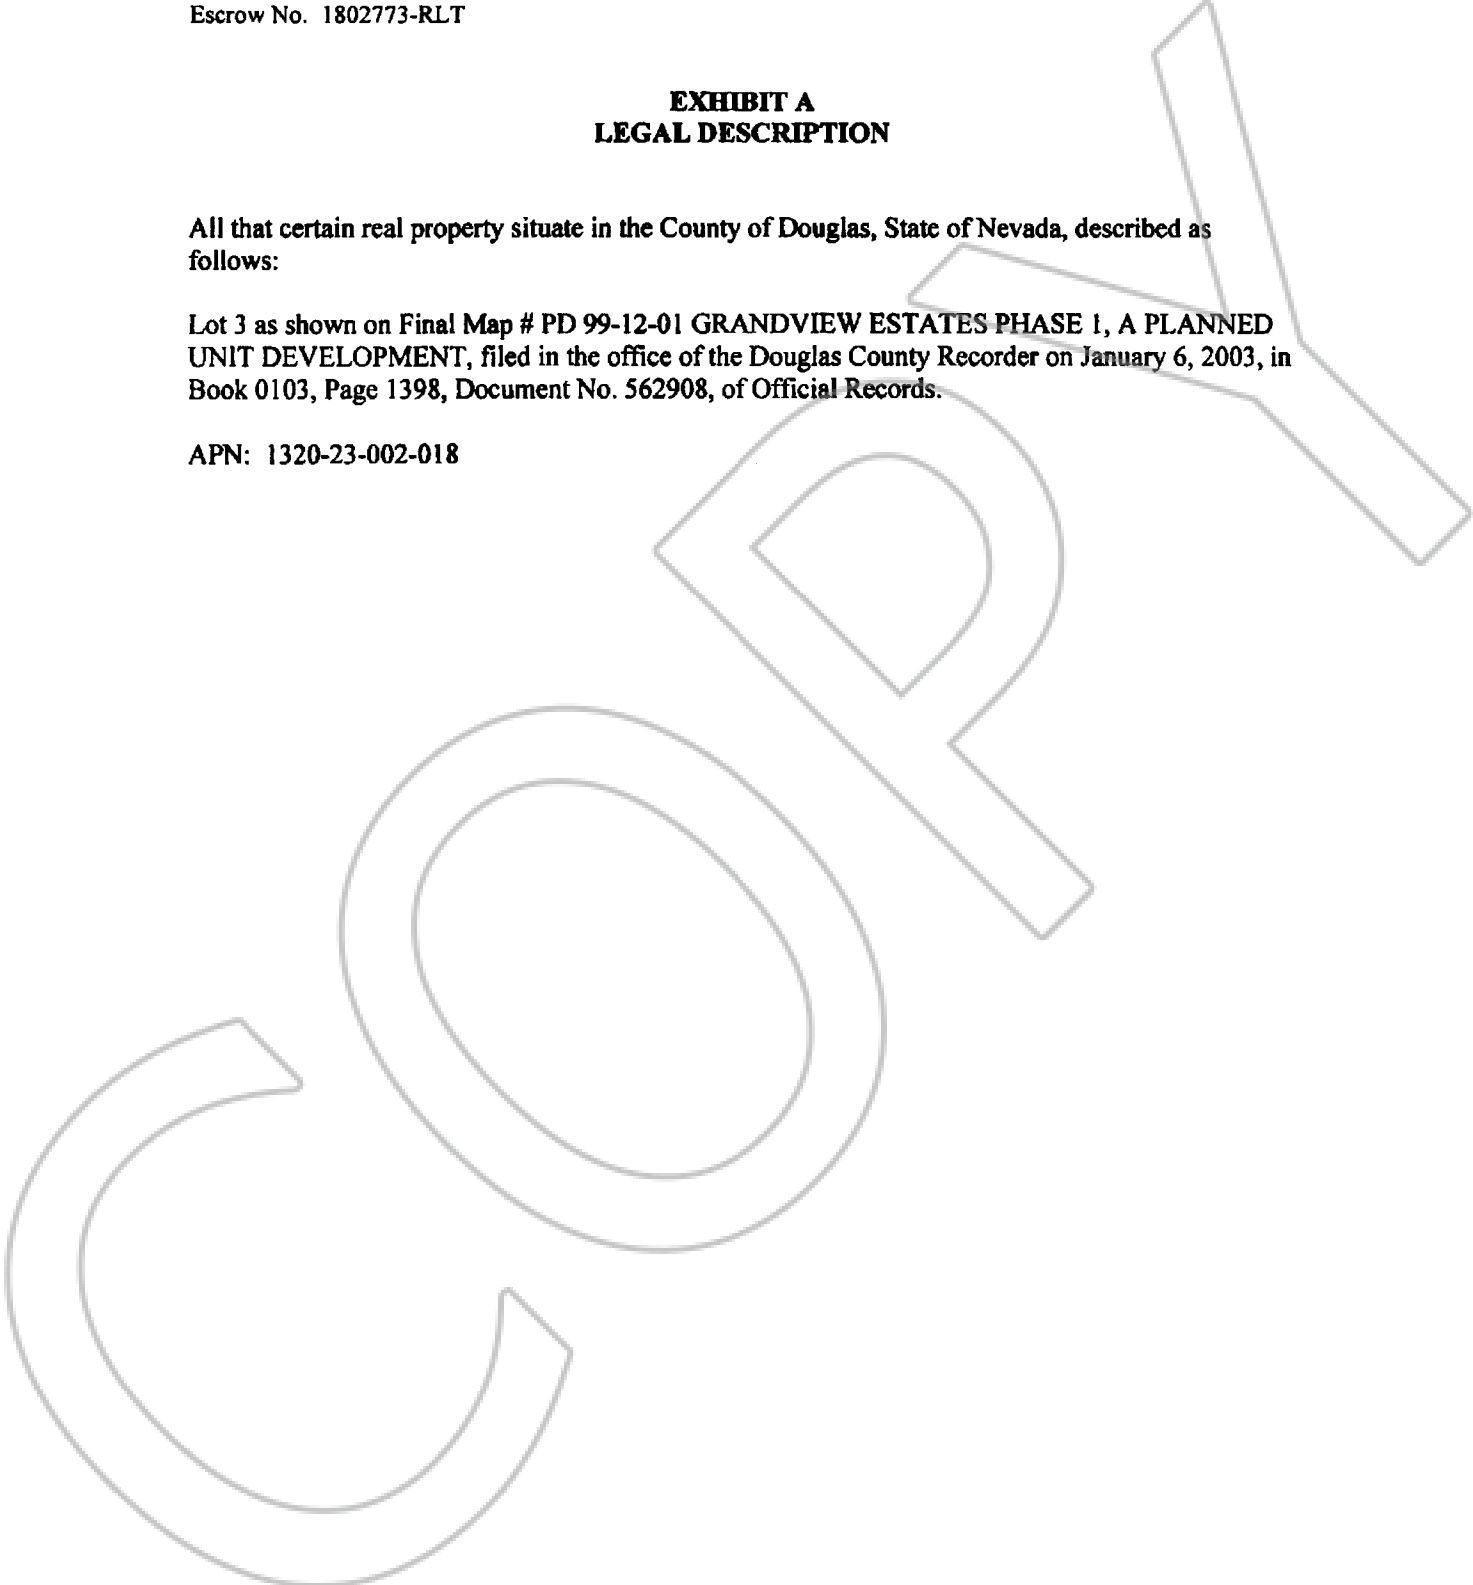 Escrow No. 1802773-RLT
EXHIBIT A
LEGAL DESCRIPTION
All that certain real property situate in the County of Douglas, State of Nevada, described as
follows:
Lot 3 as shown on Final Map # PD 99-12-01 GRANDVIEW ESTATES PHASE 1, A PLANNED
UNIT DEVELOPMENT, filed in the office of the Douglas County Recorder on January 6, 2003, in
Book 0103, Page 1398, Document No. 562908, of Official Records.
APN: 1320-23-002-018
COPY